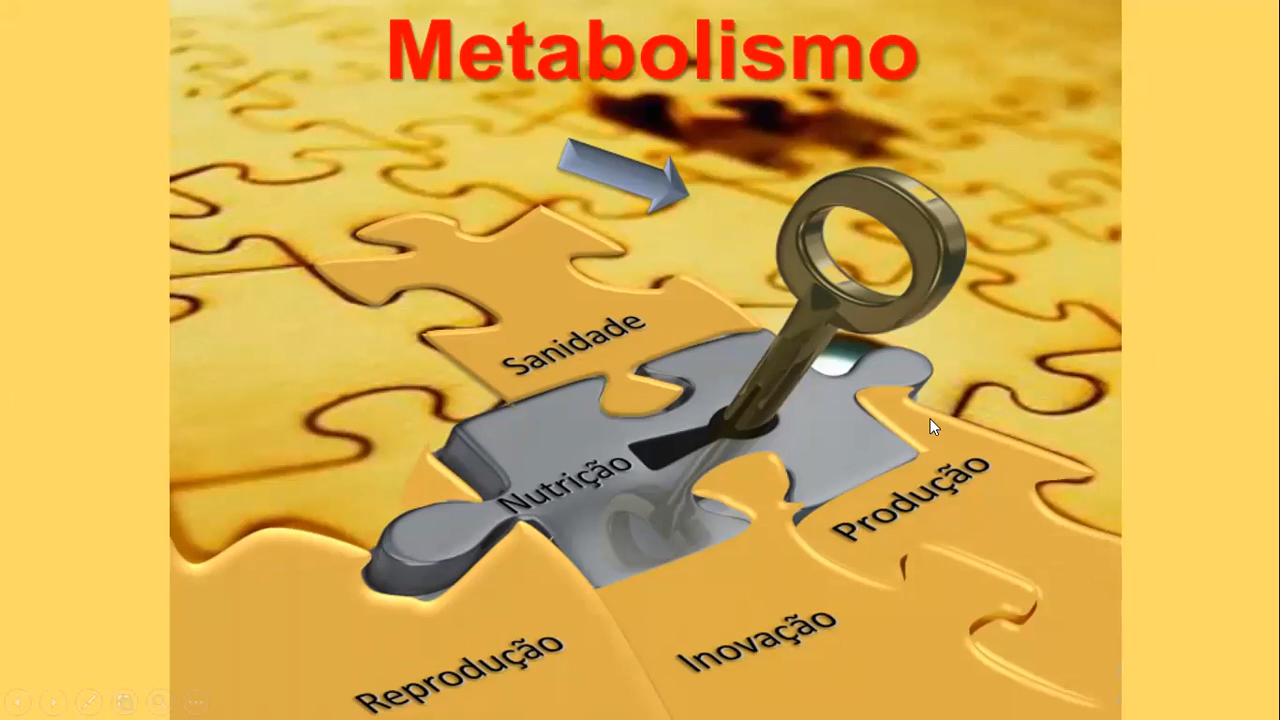 Metabolismo
Sanidade
Nutrição
Produção
Inovação
Reprodução